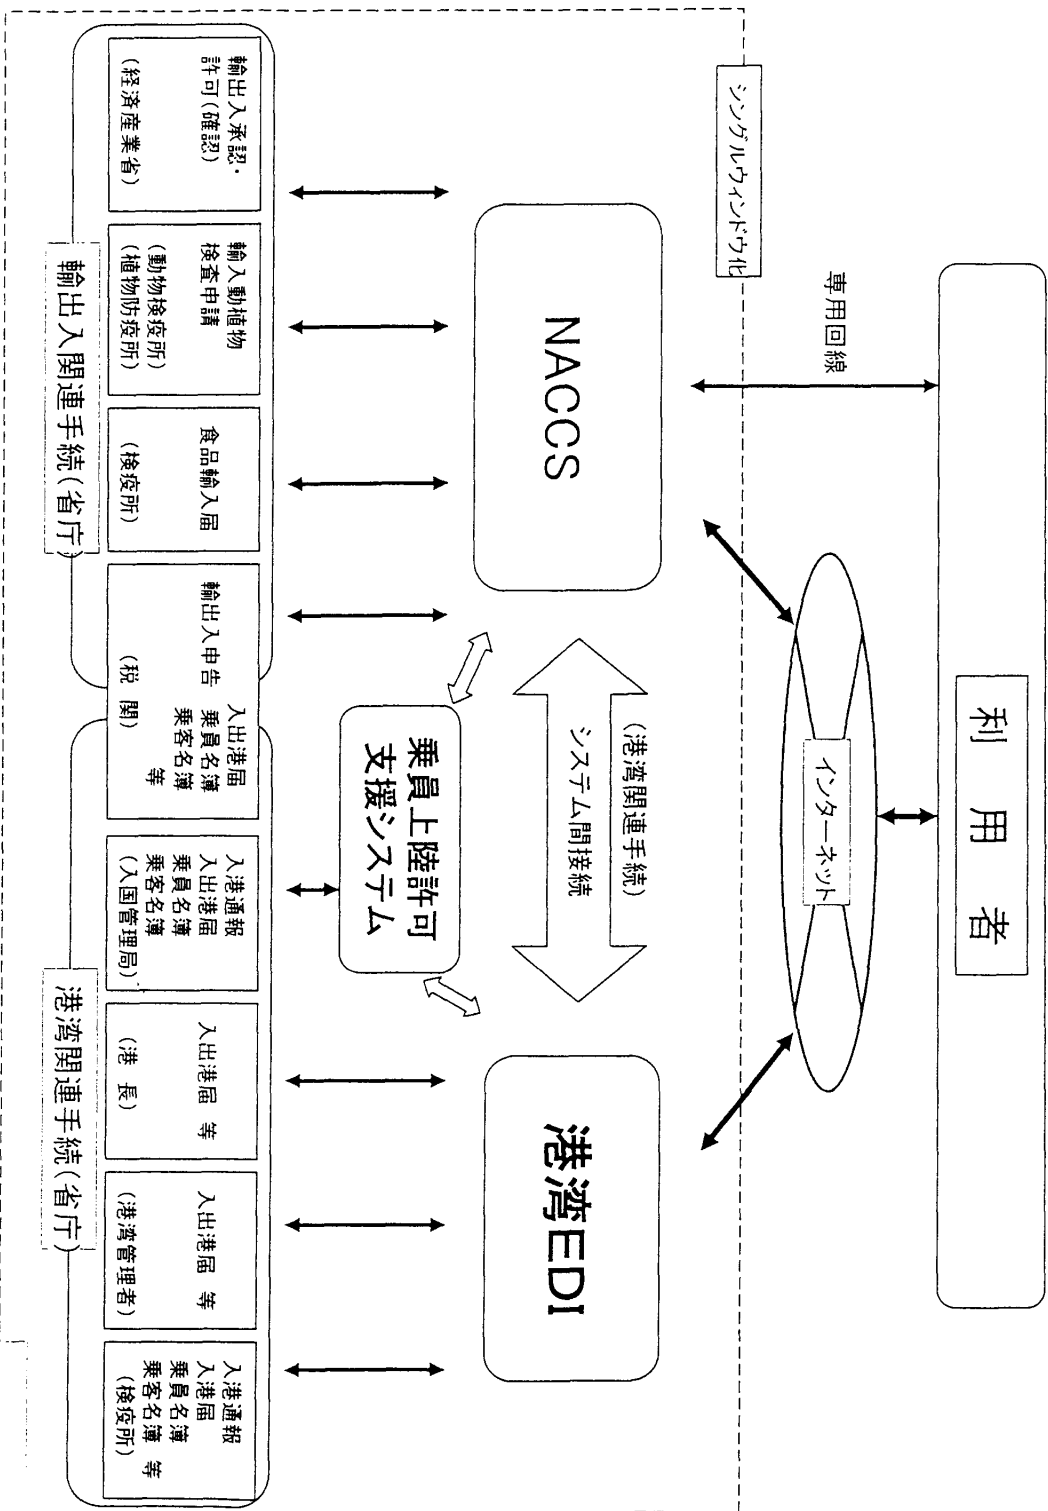 利用者
インターネット
専用回線
シングルウィンドウ化
NACCS
(港湾関連手続)
システム間接続
港湾EDI
乗員上陸許可
支援システム
輸出入承認・
許可(確認)
(経済産業省)
輸入動植物
検査申請
(動物検疫所)
(植物防疫所)
食品輸入届
(検疫所)
輸出入申告
入出港届
乗員名簿
乗客名簿
等
(税 関)
入港通報
入出港届
乗員名簿
乗客名簿
(入国管理局)
入出港届 等
(港 長)
入出港届 等
(港湾管理者)
入港通報
入港届
乗員名簿
乗客名簿 等
(検疫所)
輸出入関連手続(省庁)
港湾関連手続(省庁)